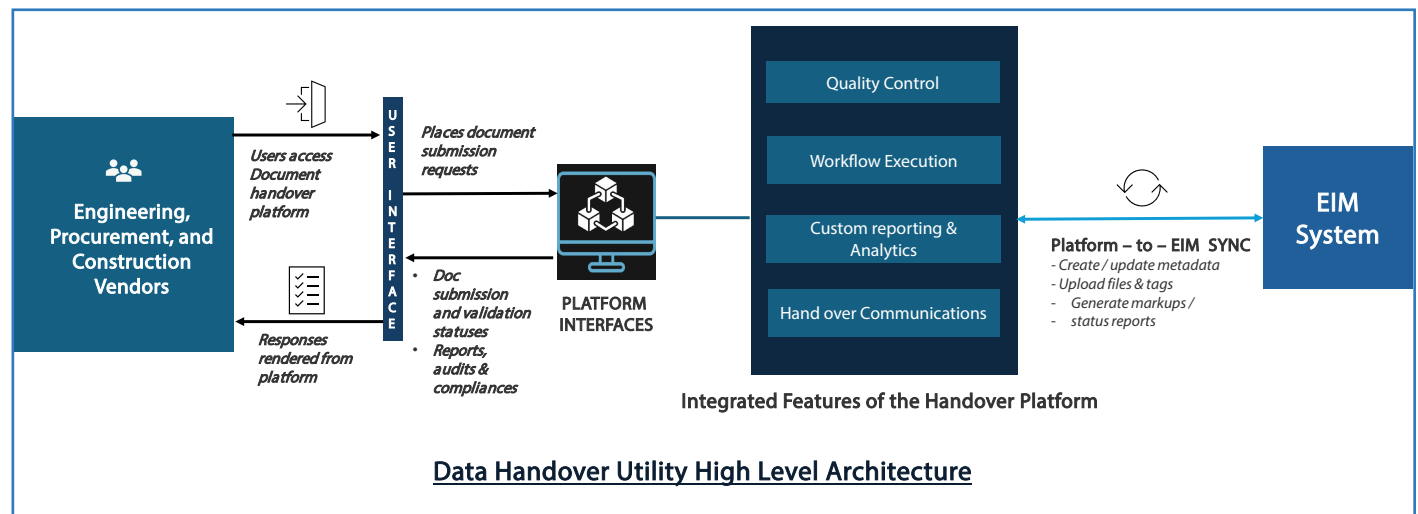 Engineering,
Procurement, and
Construction
Vendors
Users access
Document
handover
platform
Responses
rendered from
platform
USER INTERFACE
Places document
submission
requests
• Doc
submission
and validation
statuses
• Reports,
audits &
compliances
PLATFORM
INTERFACES
Quality Control
Workflow Execution
Custom reporting &
Analytics
Hand over Communications
Integrated Features of the Handover Platform
Platform – to – EIM SYNC
- Create / update metadata
- Upload files & tags
- Generate markups /
- status reports
EIM
System
Data Handover Utility High Level Architecture